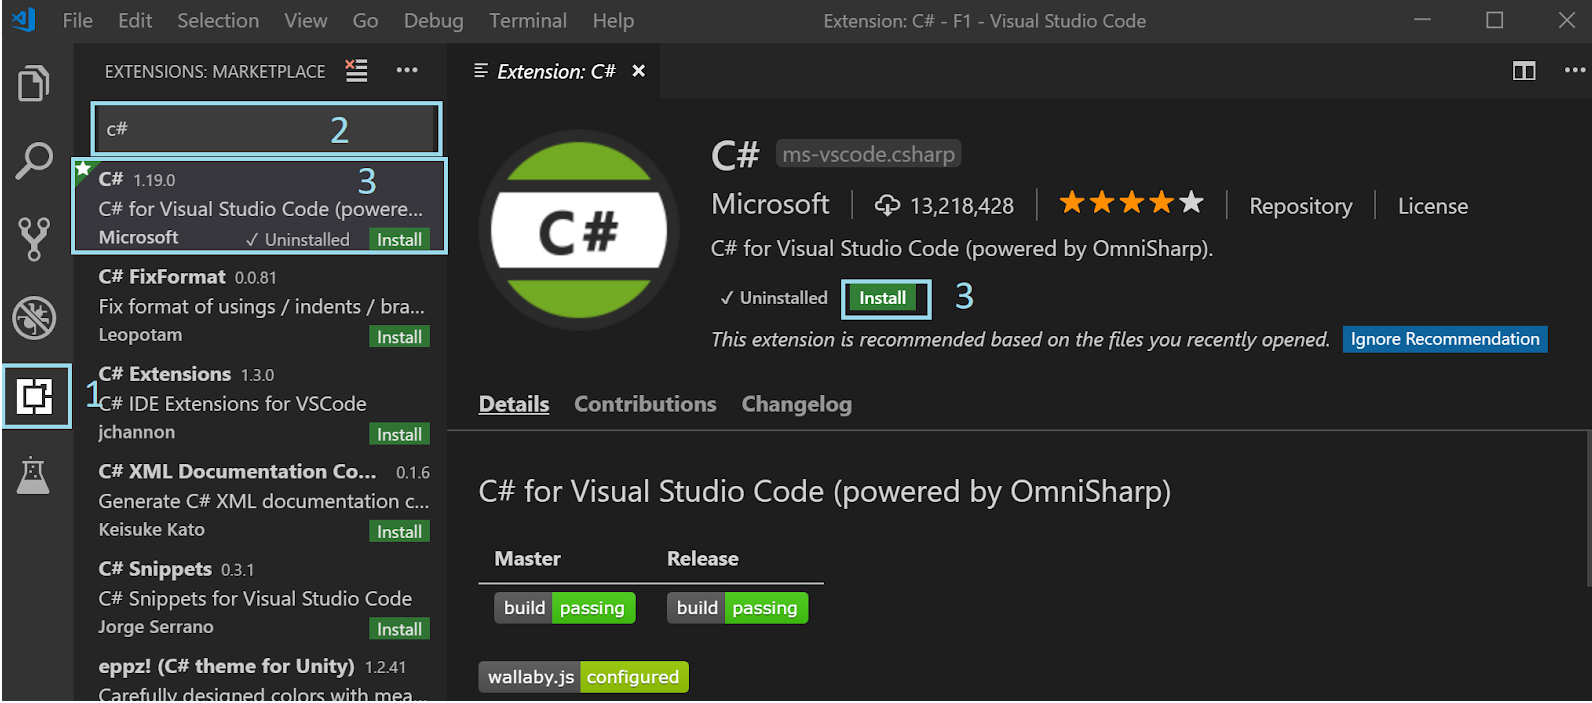 File Edit Selection View Go Debug Terminal Help
Extension: C# - F1 - Visual Studio Code
EXTENSIONS: MARKETPLACE
c#
2
C# 1.19.0
3
C# for Visual Studio Code (powere...
Microsoft ✓ Uninstalled Install
C# FixFormat 0.0.81
Fix format of usings / indents / bra...
Leopotam Install
1
C# Extensions 1.3.0
C# IDE Extensions for VSCode
jchannon Install
C# XML Documentation Co... 0.1.6
Generate C# XML documentation c...
Keisuke Kato Install
C# Snippets 0.3.1
C# Snippets for Visual Studio Code
Jorge Serrano Install
eppz! (C# theme for Unity) 1.2.41
Carefully designed colors with mea...
Extension: C#
C#
C# ms-vscode.csharp
Microsoft 13,218,428 Repository License
C# for Visual Studio Code (powered by OmniSharp).
✓ Uninstalled Install 3
This extension is recommended based on the files you recently opened. Ignore Recommendation
Details Contributions Changelog
C# for Visual Studio Code (powered by OmniSharp)
Master Release
build passing build passing
wallaby.js configured